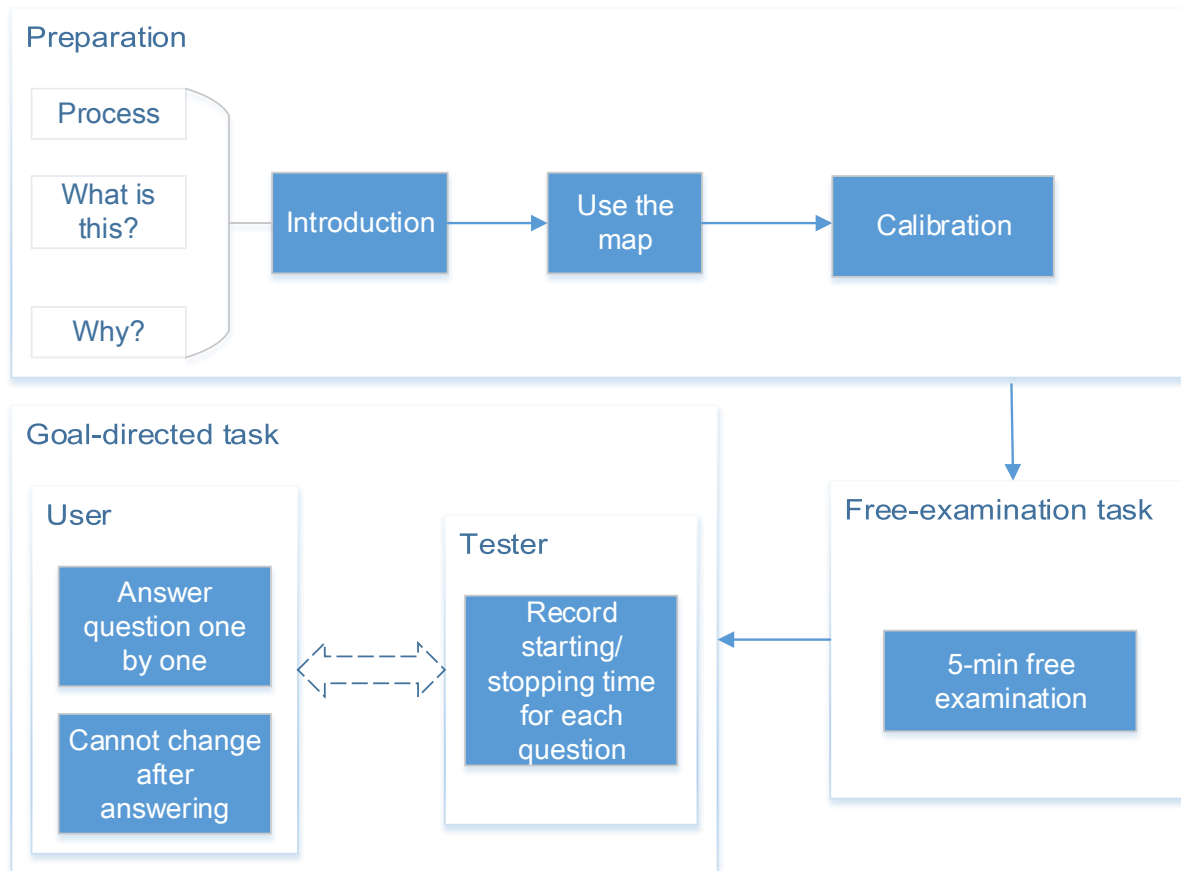 Preparation
Process
What is
this?
Why?
Introduction
Use the
map
Calibration
Goal-directed task
User
Answer
question one
by one
Cannot change
after
answering
Tester
Record
starting/
stopping time
for each
question
Free-examination task
5-min free
examination